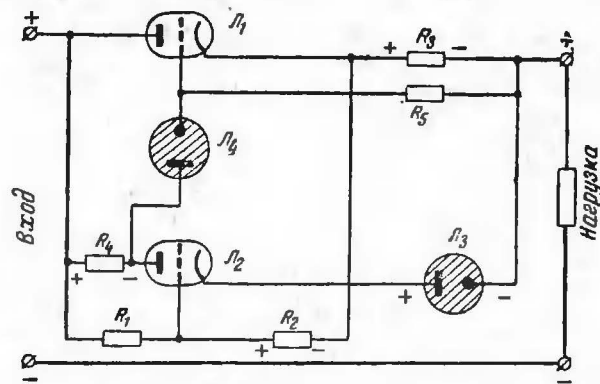 + Л₁ + R₃ - +
R₅
Л₄
Вход
Нагрузка
R₄
+ -
Л₂
Л₃
+ -
R₁
R₂
+ -
- -